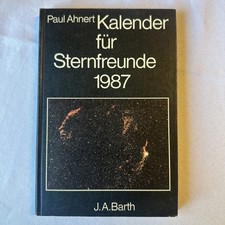 Paul Ahnert Kalender
für
Sternfreunde
1987
J.A.Barth